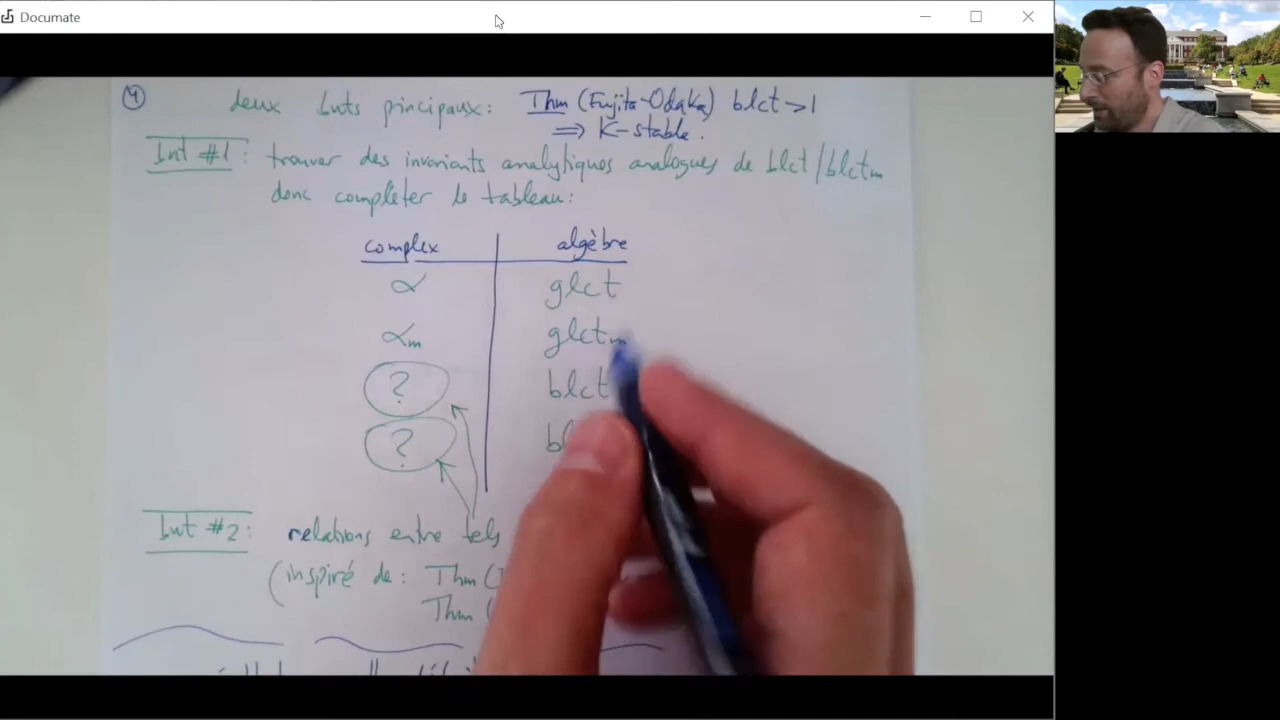 Documate
④ deux buts principaux: Thm (Fujita-Odaka) blct > 1
⟹ K-stable.
but #1: trouver des invariants analytiques analogues de blct/blctₘ
donc compléter le tableau:
complex algèbre
α glct
αₘ glctₘ
? blct
? bl
but #2: relations entre tels
(inspiré de: Thm (
Thm (